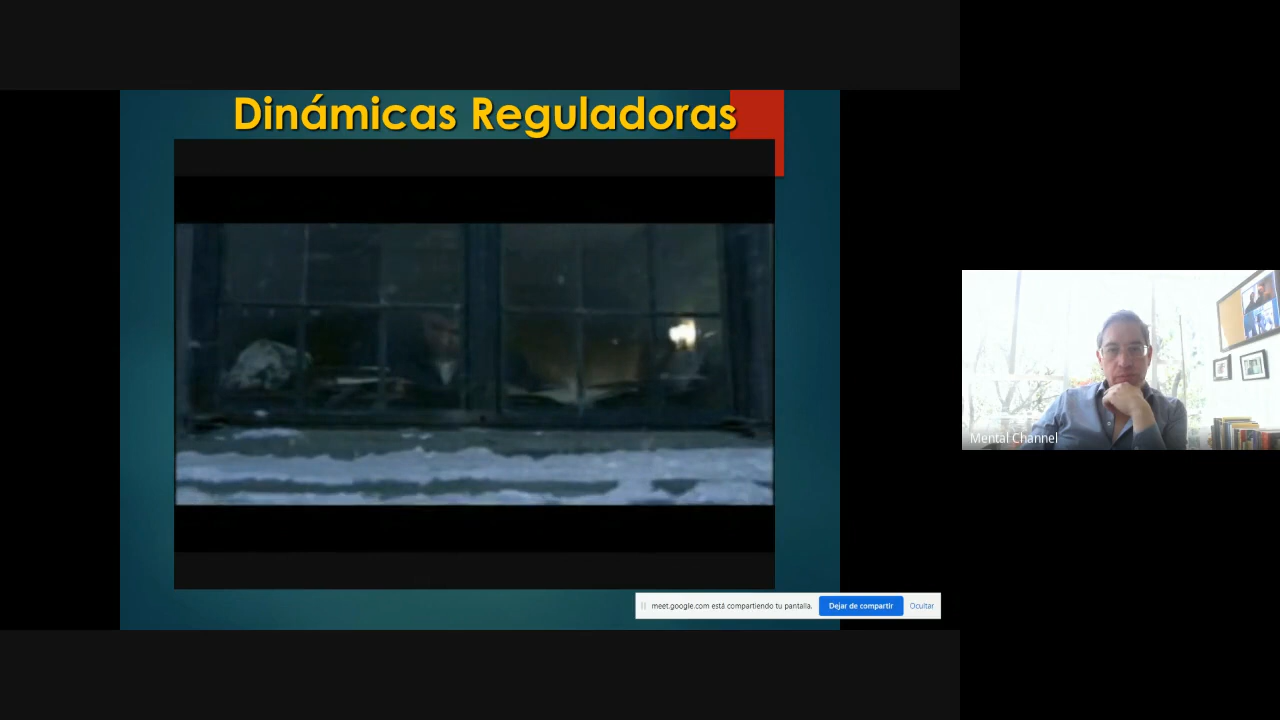 Dinámicas Reguladoras
Mental Channel
meet.google.com está compartiendo tu pantalla.
Dejar de compartir
Ocultar